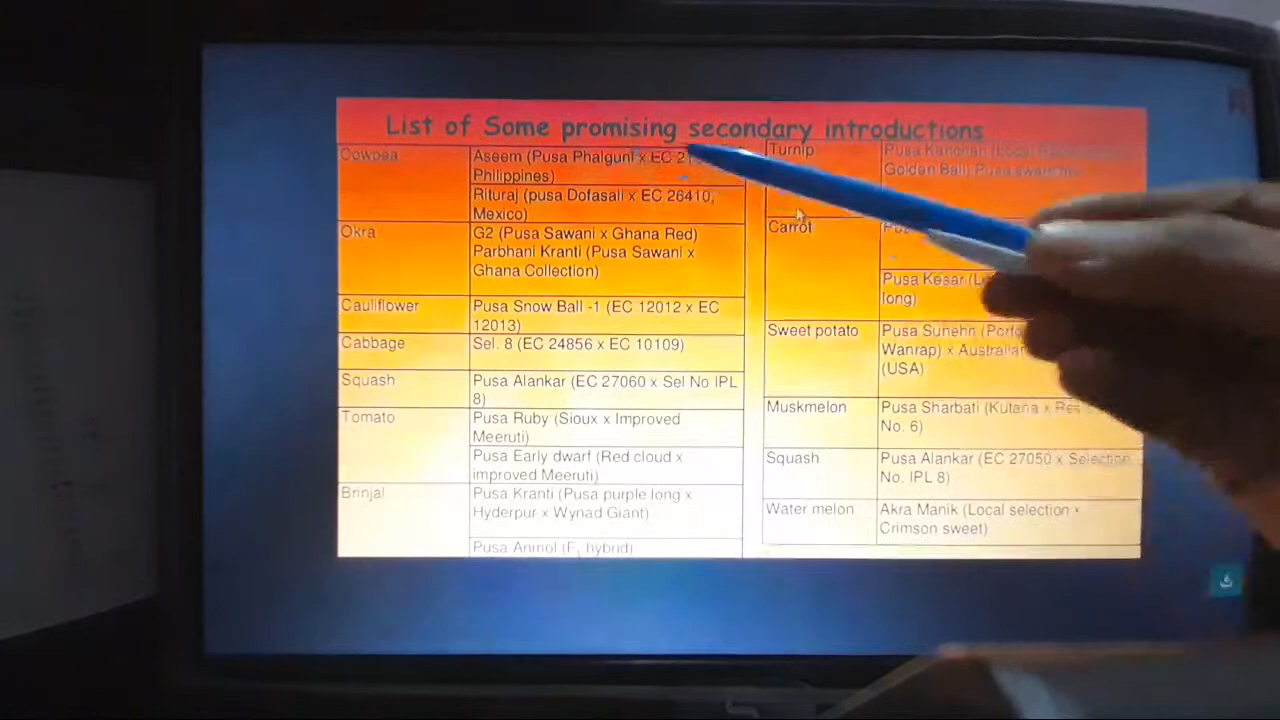 List of Some promising secondary introductions
Cowpea
Aseem (Pusa Phalguni x EC
Philippines)
Rituraj (pusa Dofasali x EC 26410,
Mexico)
Okra
G2 (Pusa Sawani x Ghana Red)
Parbhani Kranti (Pusa Sawani x
Ghana Collection)
Cauliflower
Pusa Snow Ball -1 (EC 12012 x EC
12013)
Cabbage
Sel. 8 (EC 24856 x EC 10109)
Squash
Pusa Alankar (EC 27060 x Sel No IPL
8)
Tomato
Pusa Ruby (Sioux x Improved
Meeruti)
Pusa Early dwarf (Red cloud x
improved Meeruti)
Brinjal
Pusa Kranti (Pusa purple long x
Hyderpur x Wynad Giant)
Pusa Anmol (F1 hybrid)
Turnip
Pusa Kanchan (Local
Golden Ball)
Carrot
Pusa Kesar
long)
Sweet potato
Pusa Sunehri
Wanrap) x Australian
(USA)
Muskmelon
Pusa Sharbati (Kutana x
No. 6)
Squash
Pusa Alankar (EC 27050 x Selection
No. IPL 8)
Water melon
Akra Manik (Local selection x
Crimson sweet)